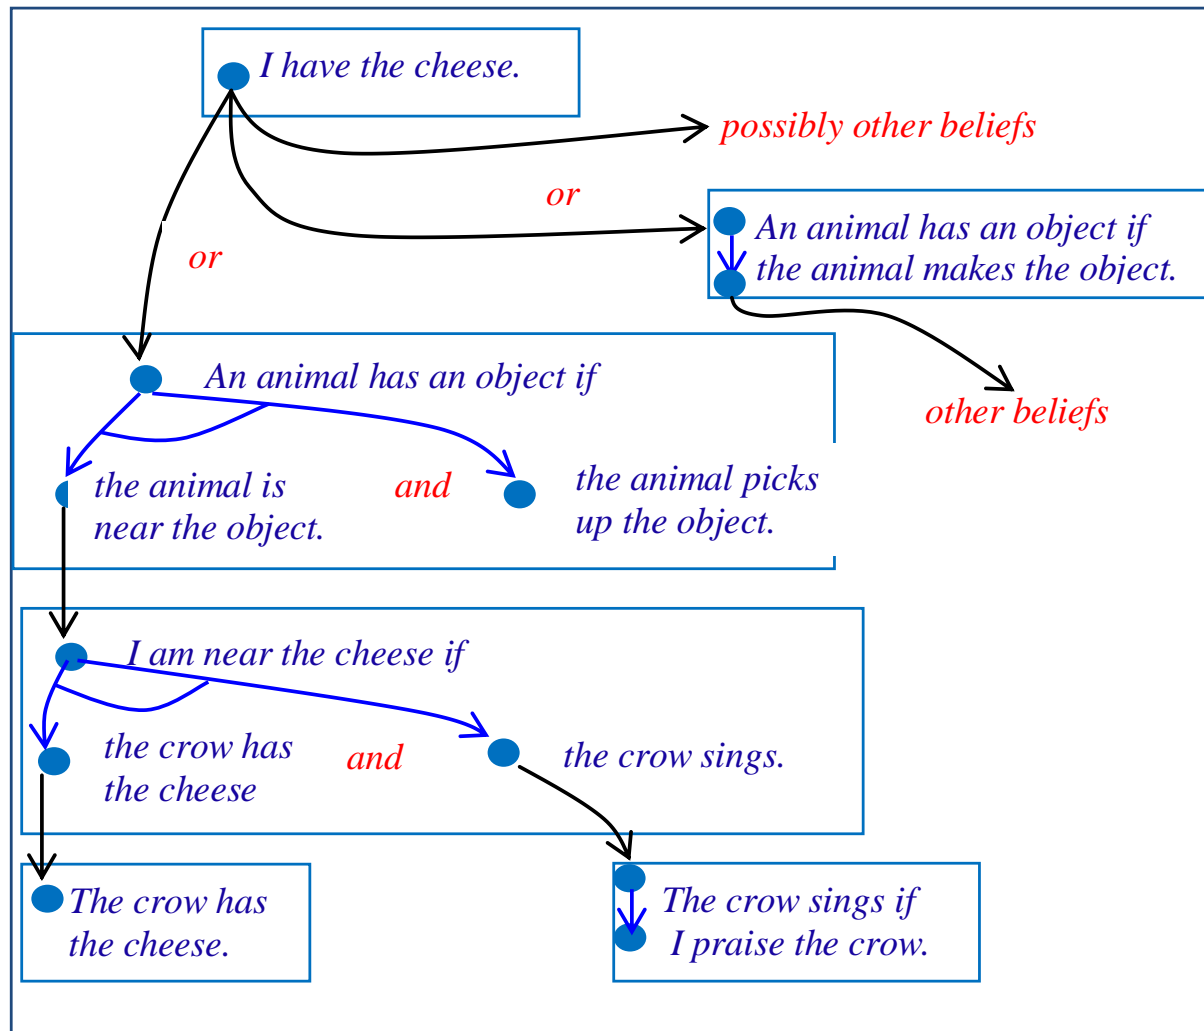 I have the cheese.
possibly other beliefs
or
or
An animal has an object if
the animal makes the object.
An animal has an object if
other beliefs
the animal is
near the object.
and
the animal picks
up the object.
I am near the cheese if
the crow has
the cheese
and
the crow sings.
The crow has
the cheese.
The crow sings if
I praise the crow.